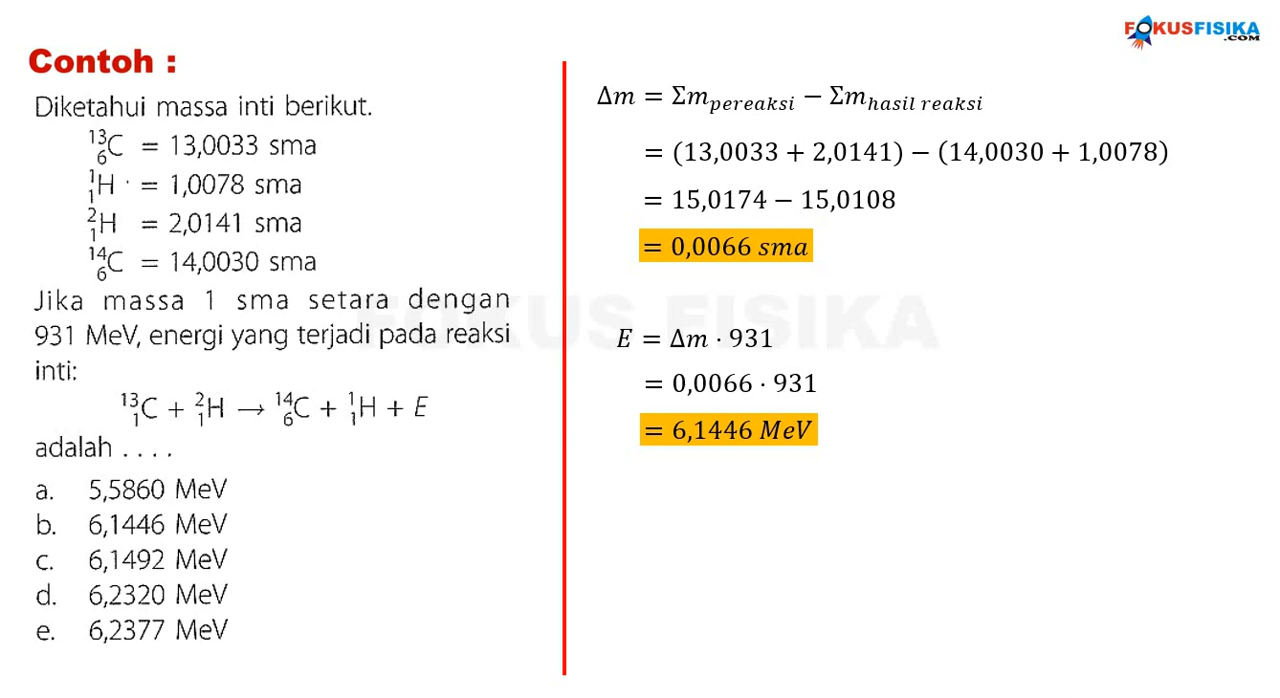 FOKUSFISIKA
.COM
Contoh :
Diketahui massa inti berikut.
¹³₆C = 13,0033 sma
¹₁H · = 1,0078 sma
²₁H = 2,0141 sma
¹⁴₆C = 14,0030 sma
Jika massa 1 sma setara dengan
931 MeV, energi yang terjadi pada reaksi
inti:
¹³₁C + ²₁H → ¹⁴₆C + ¹₁H + E
adalah . . . .
a. 5,5860 MeV
b. 6,1446 MeV
c. 6,1492 MeV
d. 6,2320 MeV
e. 6,2377 MeV
Δm = Σm_pereaksi − Σm_hasil reaksi
= (13,0033 + 2,0141) − (14,0030 + 1,0078)
= 15,0174 − 15,0108
= 0,0066 sma
E = Δm · 931
= 0,0066 · 931
= 6,1446 MeV
FOKUS FISIKA